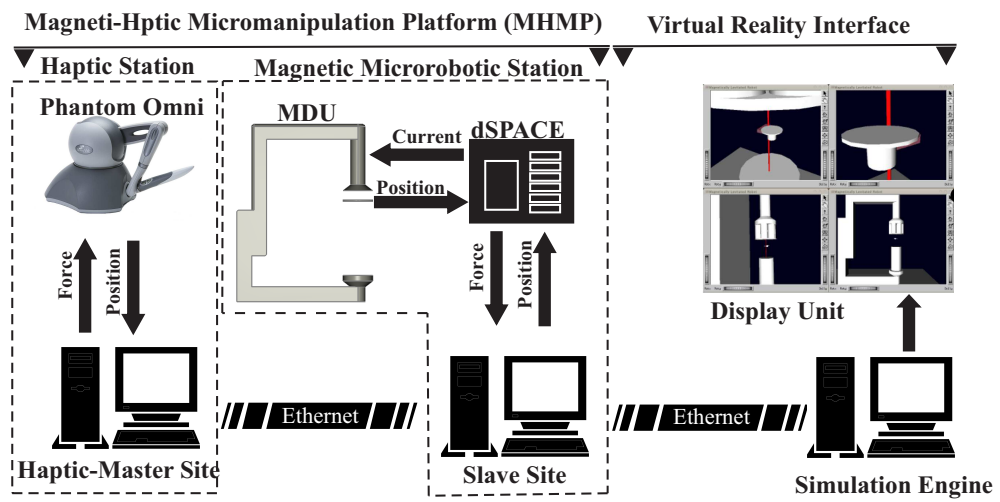 Magneti-Hptic Micromanipulation Platform (MHMP)
Virtual Reality Interface
Haptic Station
Magnetic Microrobotic Station
Phantom Omni
MDU
dSPACE
Current
Position
Force
Position
Force
Position
Display Unit
Ethernet
Ethernet
Haptic-Master Site
Slave Site
Simulation Engine